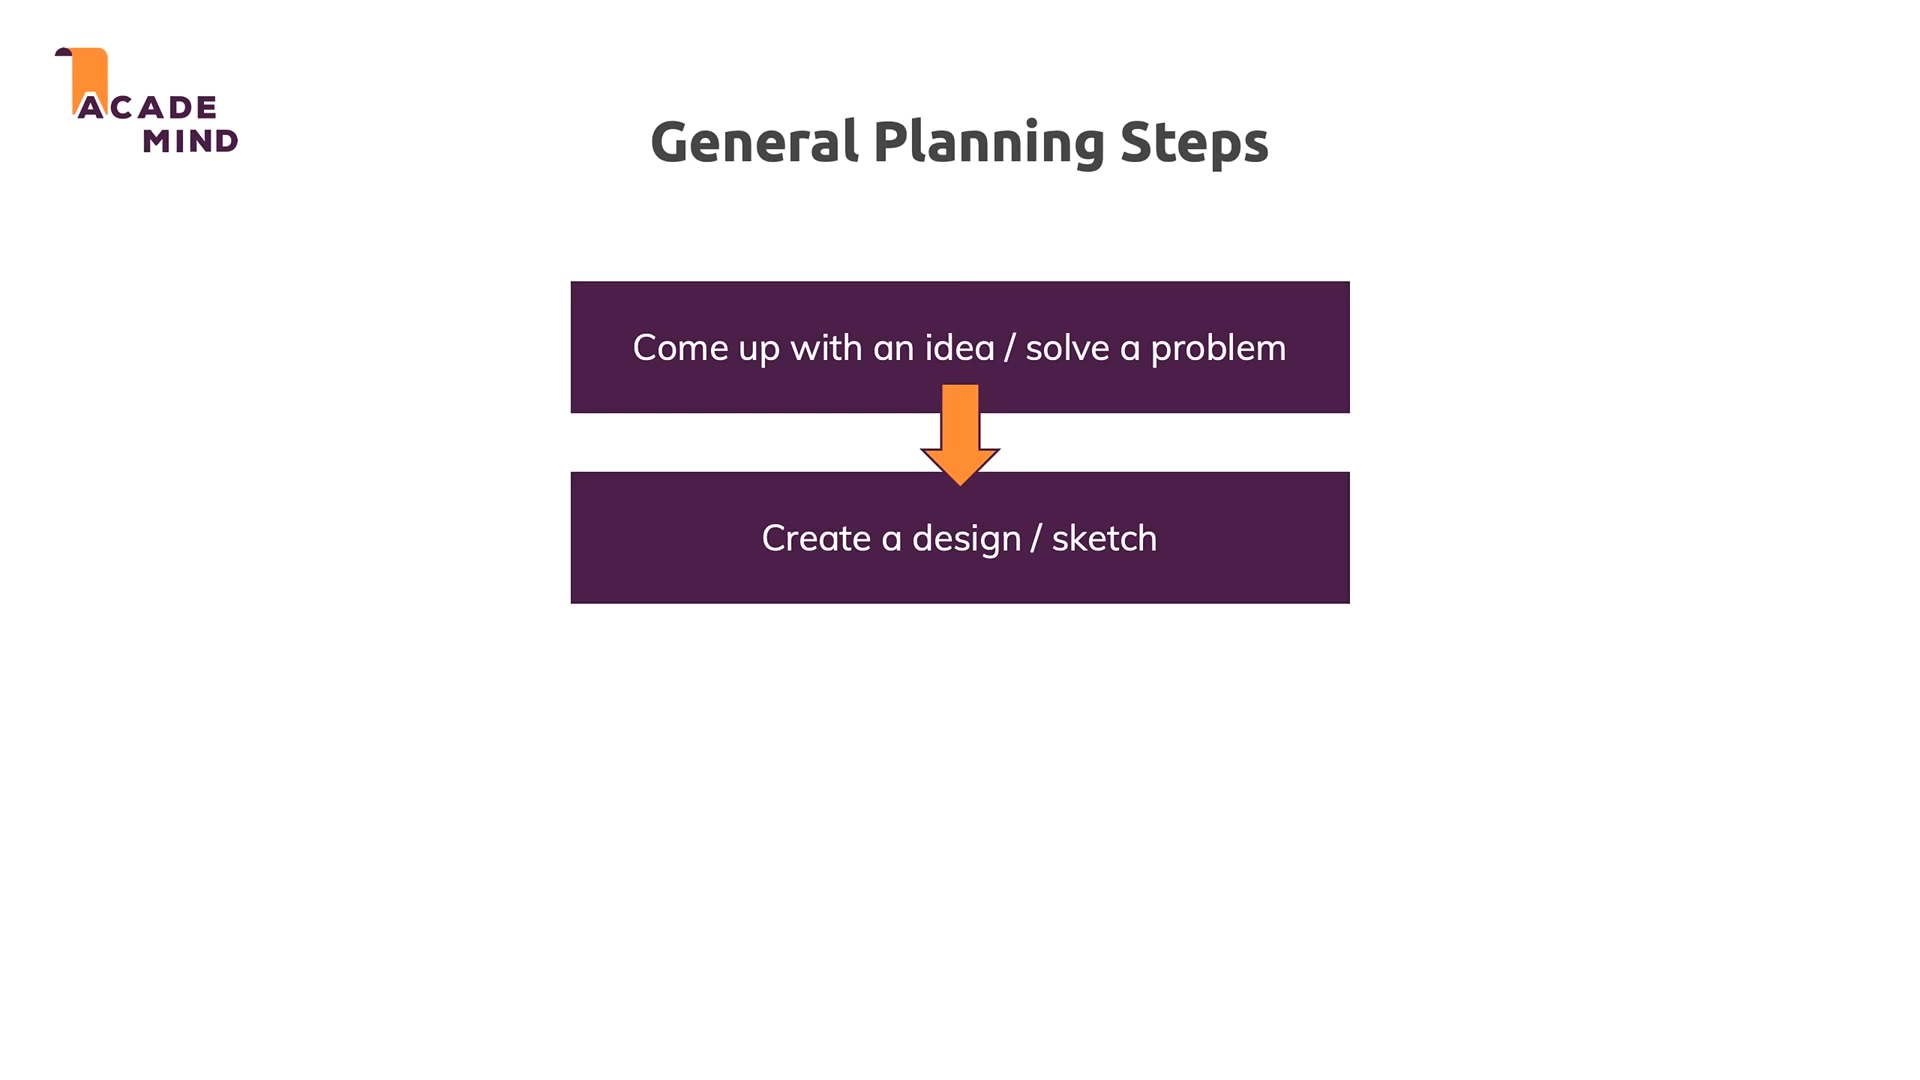 ACADE
MIND
General Planning Steps
Come up with an idea / solve a problem
Create a design / sketch